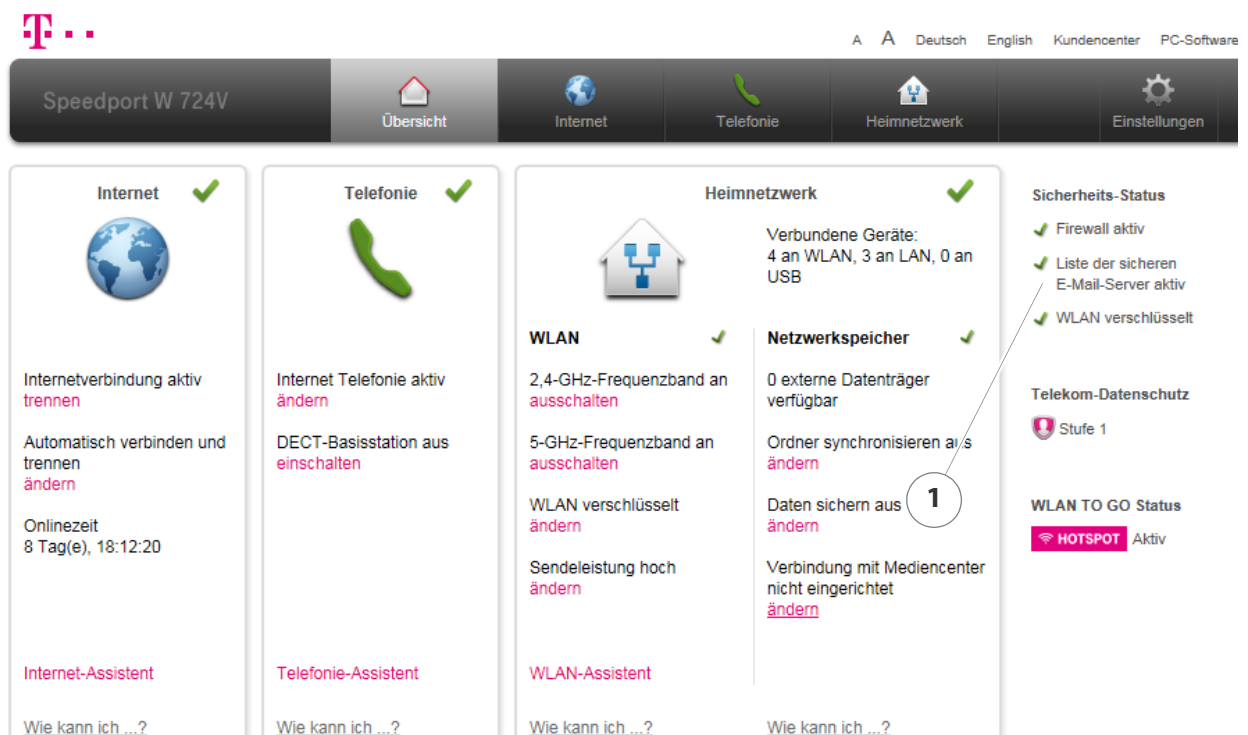 T
A A Deutsch English Kundencenter PC-Software
Speedport W 724V
Übersicht
Internet
Telefonie
Heimnetzwerk
Einstellungen
Internet
Internetverbindung aktiv
trennen
Automatisch verbinden und
trennen
ändern
Onlinezeit
8 Tag(e), 18:12:20
Internet-Assistent
Wie kann ich ...?
Telefonie
Internet Telefonie aktiv
ändern
DECT-Basisstation aus
einschalten
Telefonie-Assistent
Wie kann ich ...?
Heimnetzwerk
Verbundene Geräte:
4 an WLAN, 3 an LAN, 0 an
USB
WLAN
2,4-GHz-Frequenzband an
ausschalten
5-GHz-Frequenzband an
ausschalten
WLAN verschlüsselt
ändern
Sendeleistung hoch
ändern
WLAN-Assistent
Wie kann ich ...?
Netzwerkspeicher
0 externe Datenträger
verfügbar
Ordner synchronisieren aus
ändern
Daten sichern aus
ändern
Verbindung mit Mediencenter
nicht eingerichtet
ändern
Wie kann ich ...?
1
Sicherheits-Status
Firewall aktiv
Liste der sicheren
E-Mail-Server aktiv
WLAN verschlüsselt
Telekom-Datenschutz
Stufe 1
WLAN TO GO Status
HOTSPOT Aktiv